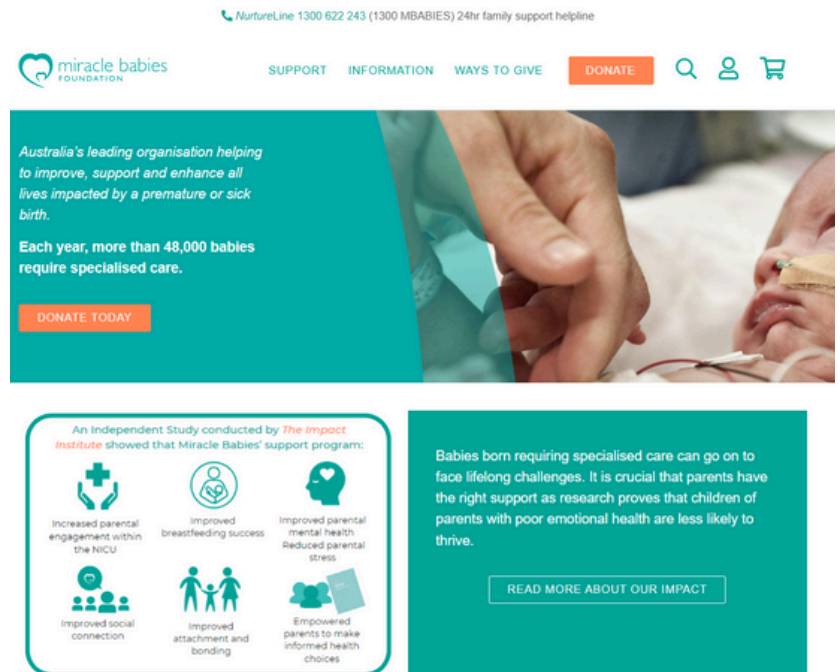 NurtureLine 1300 622 243 (1300 MBABIES) 24hr family support helpline
miracle babies
FOUNDATION
SUPPORT INFORMATION WAYS TO GIVE DONATE
Australia's leading organisation helping
to improve, support and enhance all
lives impacted by a premature or sick
birth.
Each year, more than 48,000 babies
require specialised care.
DONATE TODAY
An Independent Study conducted by The Impact
Institute showed that Miracle Babies' support program:
Increased parental
engagement within
the NICU
Improved
breastfeeding success
Improved parental
mental health
Reduced parental
stress
Improved social
connection
Improved
attachment and
bonding
Empowered
parents to make
informed health
choices
Babies born requiring specialised care can go on to
face lifelong challenges. It is crucial that parents have
the right support as research proves that children of
parents with poor emotional health are less likely to
thrive.
READ MORE ABOUT OUR IMPACT